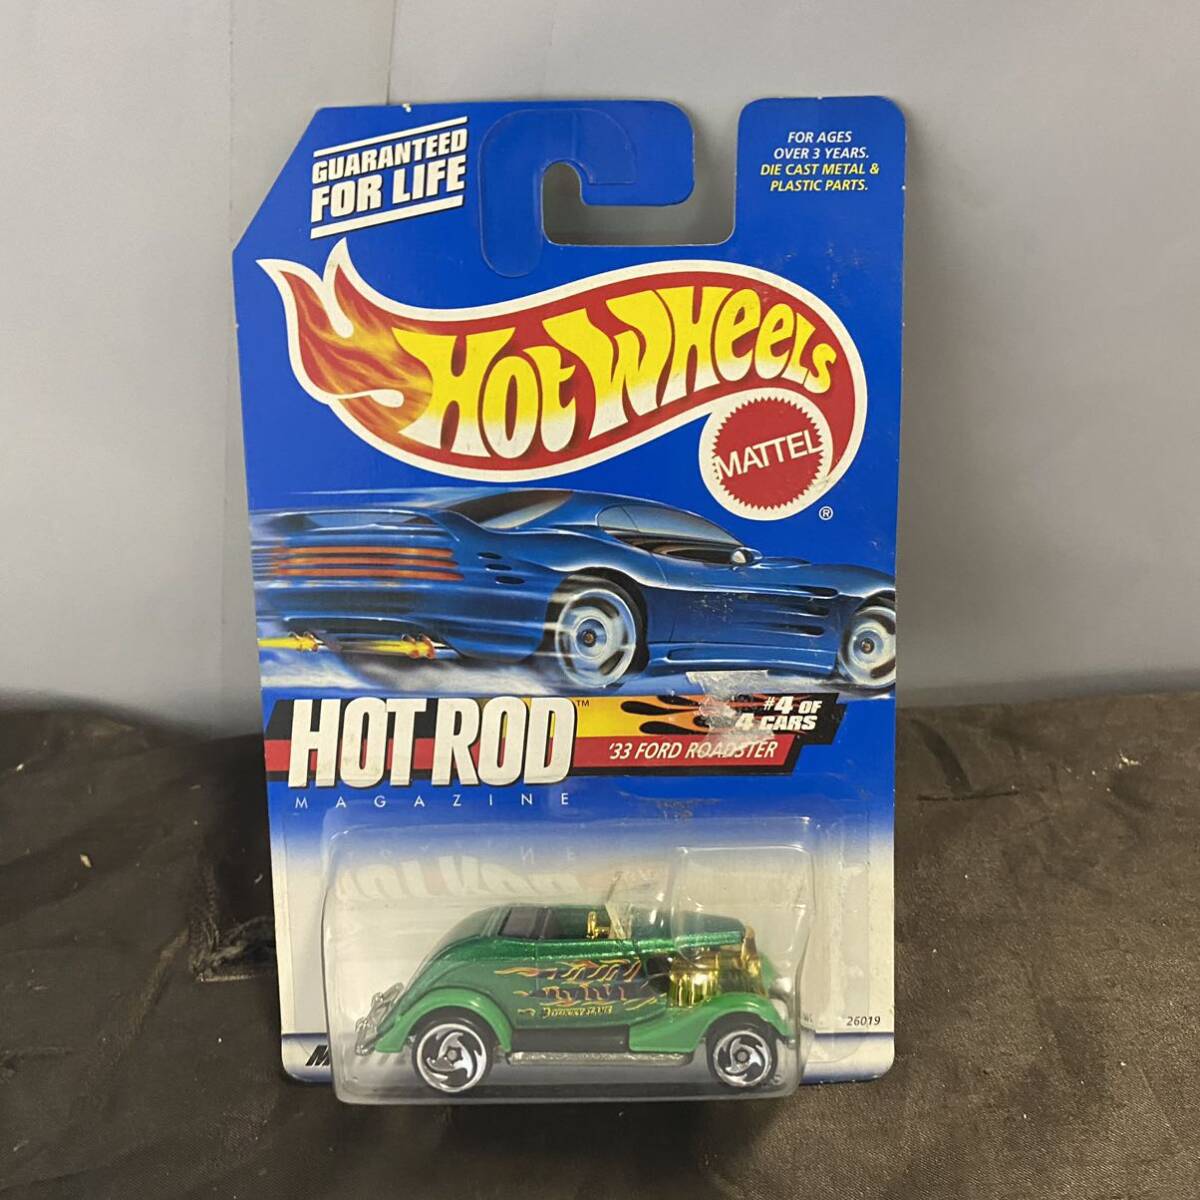 GUARANTEED
FOR LIFE
FOR AGES
OVER 3 YEARS.
DIE CAST METAL &
PLASTIC PARTS.
HOT WHEELS
MATTEL
®
HOT ROD™
MAGAZINE
#4 OF
4 CARS
'33 FORD ROADSTER
26019